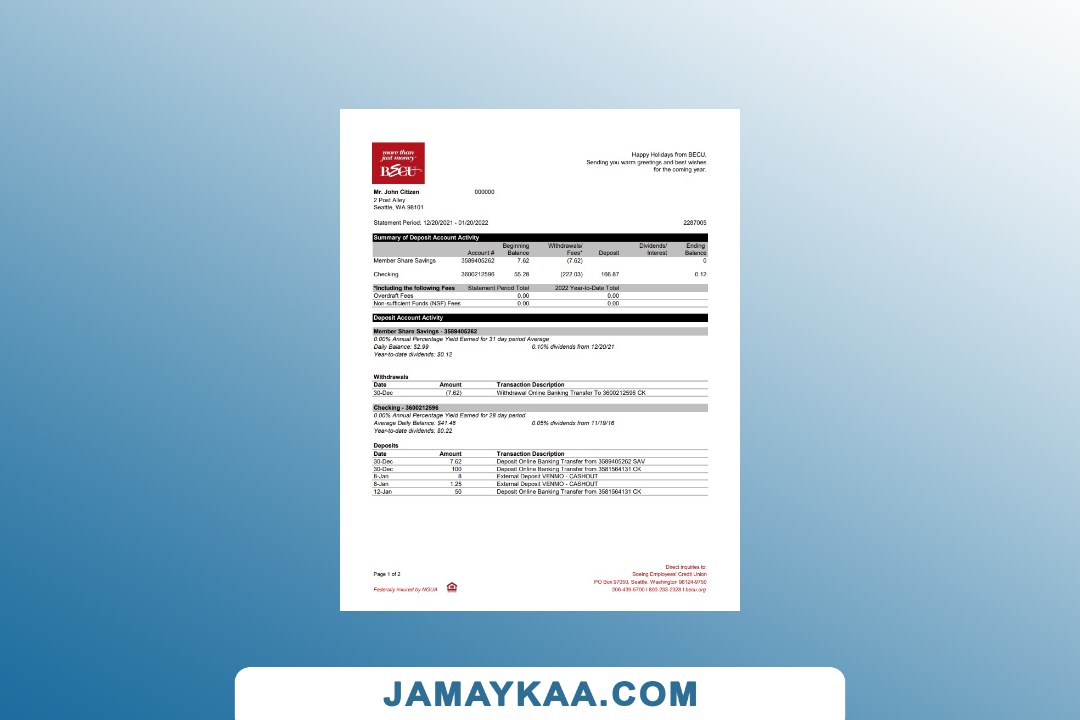 more than
just money
BECU
Happy Holidays from BECU.
Sending you warm greetings and best wishes
for the coming year.
Mr. John Citizen 000000
2 Post Alley
Seattle, WA 98101
Statement Period: 12/20/2021 - 01/20/2022 2287005
Summary of Deposit Account Activity
Beginning Withdrawals/ Dividends/ Ending
Account # Balance Fees* Deposit Interest Balance
Member Share Savings 3589405262 7.62 (7.62) 0
Checking 3600212596 55.28 (222.03) 166.87 0.12
*Including the following Fees Statement Period Total 2022 Year-to-Date Total
Overdraft Fees 0.00 0.00
Non-sufficient Funds (NSF) Fees 0.00 0.00
Deposit Account Activity
Member Share Savings - 3589405262
0.00% Annual Percentage Yield Earned for 31 day period Average
Daily Balance: $2.99 0.10% dividends from 12/20/21
Year-to-date dividends: $0.12
Withdrawals
Date Amount Transaction Description
30-Dec (7.62) Withdrawal Online Banking Transfer To 3600212596 CK
Checking - 3600212596
0.00% Annual Percentage Yield Earned for 28 day period
Average Daily Balance: $41.48 0.05% dividends from 11/19/16
Year-to-date dividends: $0.22
Deposits
Date Amount Transaction Description
30-Dec 7.62 Deposit Online Banking Transfer from 3589405262 SAV
30-Dec 100 Deposit Online Banking Transfer from 3581564131 CK
8-Jan 8 External Deposit VENMO - CASHOUT
8-Jan 1.25 External Deposit VENMO - CASHOUT
12-Jan 50 Deposit Online Banking Transfer from 3581564131 CK
Direct inquiries to:
Page 1 of 2 Boeing Employees' Credit Union
PO Box 97050, Seattle, Washington 98124-9750
Federally insured by NCUA 206-439-5700 I 800-233-2328 I becu.org
JAMAYKAA.COM